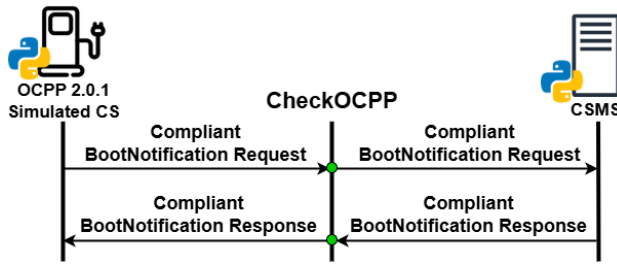 OCPP 2.0.1
Simulated CS
CheckOCPP
CSMS
Compliant
BootNotification Request
Compliant
BootNotification Request
Compliant
BootNotification Response
Compliant
BootNotification Response